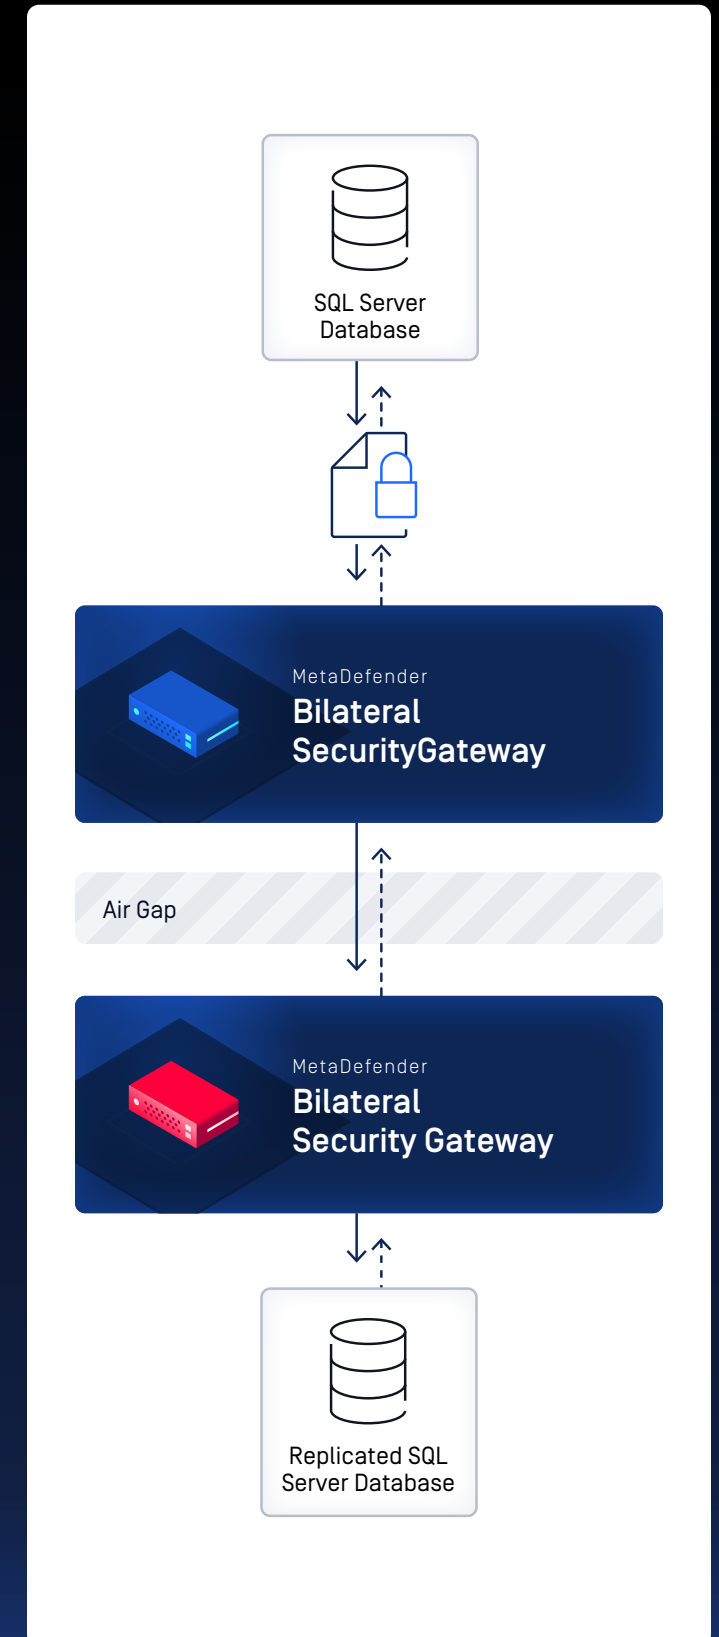 SQL Server
Database
MetaDefender
Bilateral
SecurityGateway
Air Gap
MetaDefender
Bilateral
Security Gateway
Replicated SQL
Server Database